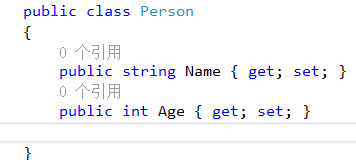 public class Person
{
0 个引用
public string Name { get; set; }
0 个引用
public int Age { get; set; }
}